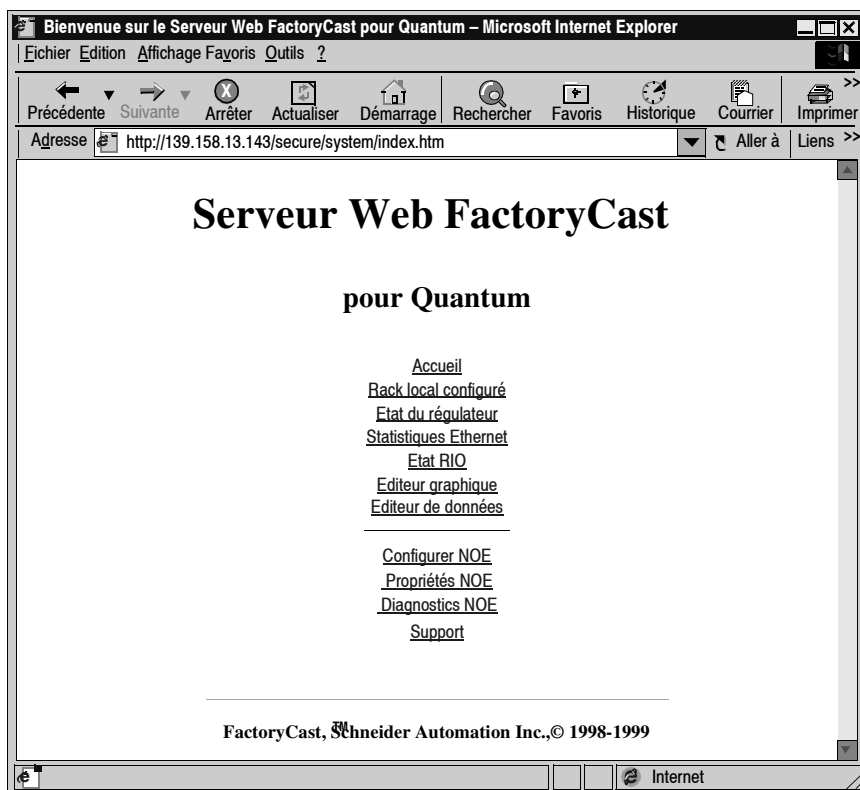 Bienvenue sur le Serveur Web FactoryCast pour Quantum – Microsoft Internet Explorer
Fichier Edition Affichage Favoris Outils ?
Précédente Suivante Arrêter Actualiser Démarrage Rechercher Favoris Historique Courrier Imprimer >>
Adresse http://139.158.13.143/secure/system/index.htm Aller à Liens >>
Serveur Web FactoryCast
pour Quantum
Accueil
Rack local configuré
Etat du régulateur
Statistiques Ethernet
Etat RIO
Editeur graphique
Editeur de données
Configurer NOE
Propriétés NOE
Diagnostics NOE
Support
FactoryCast, ™Schneider Automation Inc.,© 1998-1999
Internet